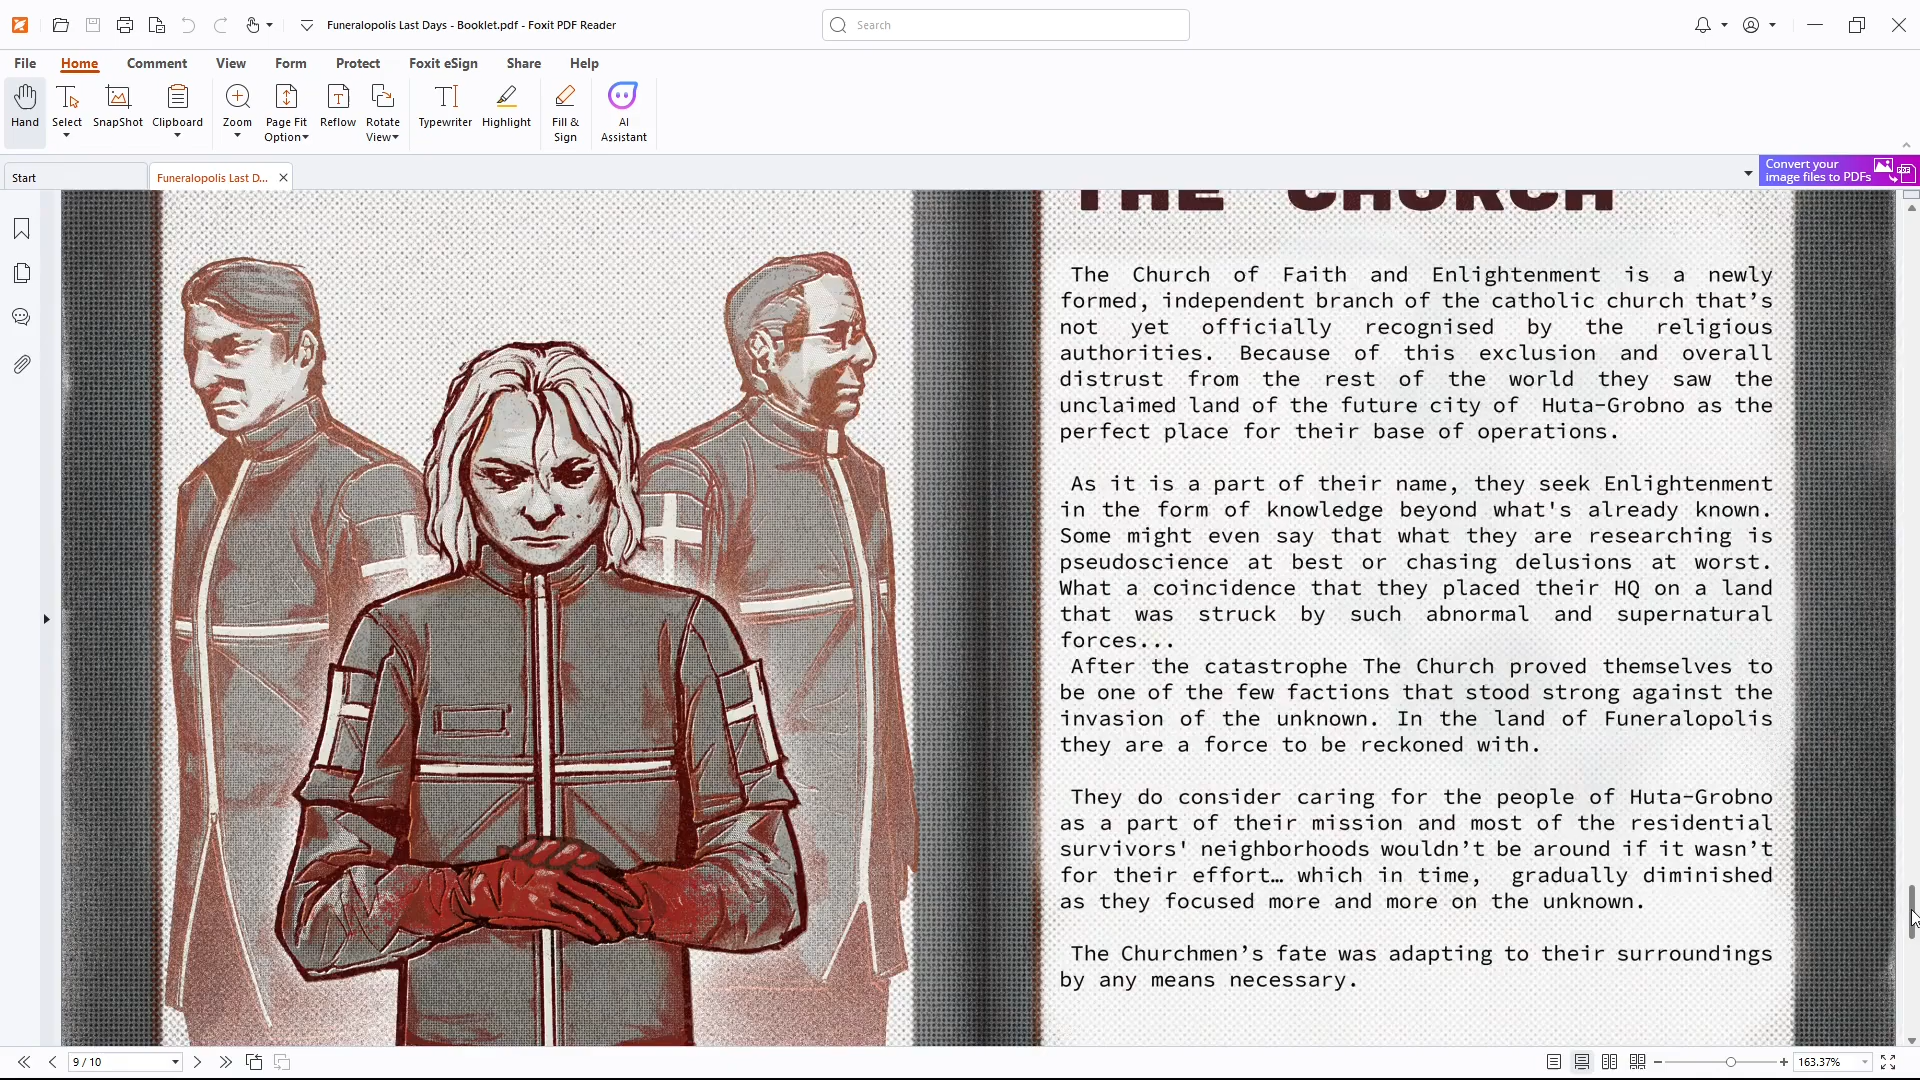 Funeralopolis Last Days - Booklet.pdf - Foxit PDF Reader
Search
File
Home
Comment
View
Form
Protect
Foxit eSign
Share
Help
Hand
Select
SnapShot
Clipboard
Zoom
Page Fit
Option
Reflow
Rotate
View
Typewriter
Highlight
Fill &
Sign
AI
Assistant
Start
Funeralopolis Last D...
Convert your
image files to PDFs
THE CHURCH
The Church of Faith and Enlightenment is a newly
formed, independent branch of the catholic church that’s
not yet officially recognised by the religious
authorities. Because of this exclusion and overall
distrust from the rest of the world they saw the
unclaimed land of the future city of Huta-Grobno as the
perfect place for their base of operations.
As it is a part of their name, they seek Enlightenment
in the form of knowledge beyond what's already known.
Some might even say that what they are researching is
pseudoscience at best or chasing delusions at worst.
What a coincidence that they placed their HQ on a land
that was struck by such abnormal and supernatural
forces...
After the catastrophe The Church proved themselves to
be one of the few factions that stood strong against the
invasion of the unknown. In the land of Funeralopolis
they are a force to be reckoned with.
They do consider caring for the people of Huta-Grobno
as a part of their mission and most of the residential
survivors' neighborhoods wouldn’t be around if it wasn’t
for their effort… which in time, gradually diminished
as they focused more and more on the unknown.
The Churchmen’s fate was adapting to their surroundings
by any means necessary.
9 / 10
163.37%